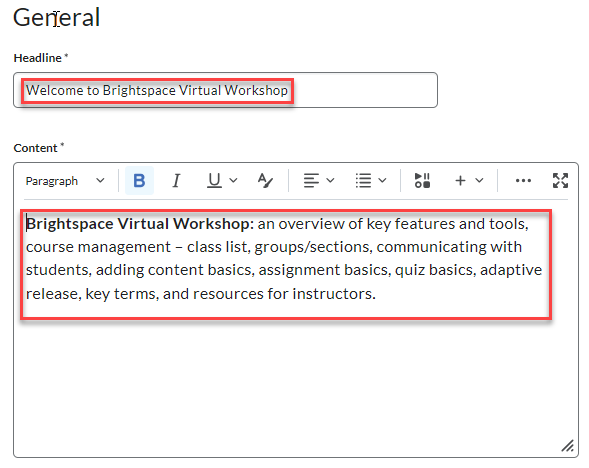 General
Headline *
Welcome to Brightspace Virtual Workshop
Content *
Paragraph B I U A
Brightspace Virtual Workshop: an overview of key features and tools,
course management – class list, groups/sections, communicating with
students, adding content basics, assignment basics, quiz basics, adaptive
release, key terms, and resources for instructors.